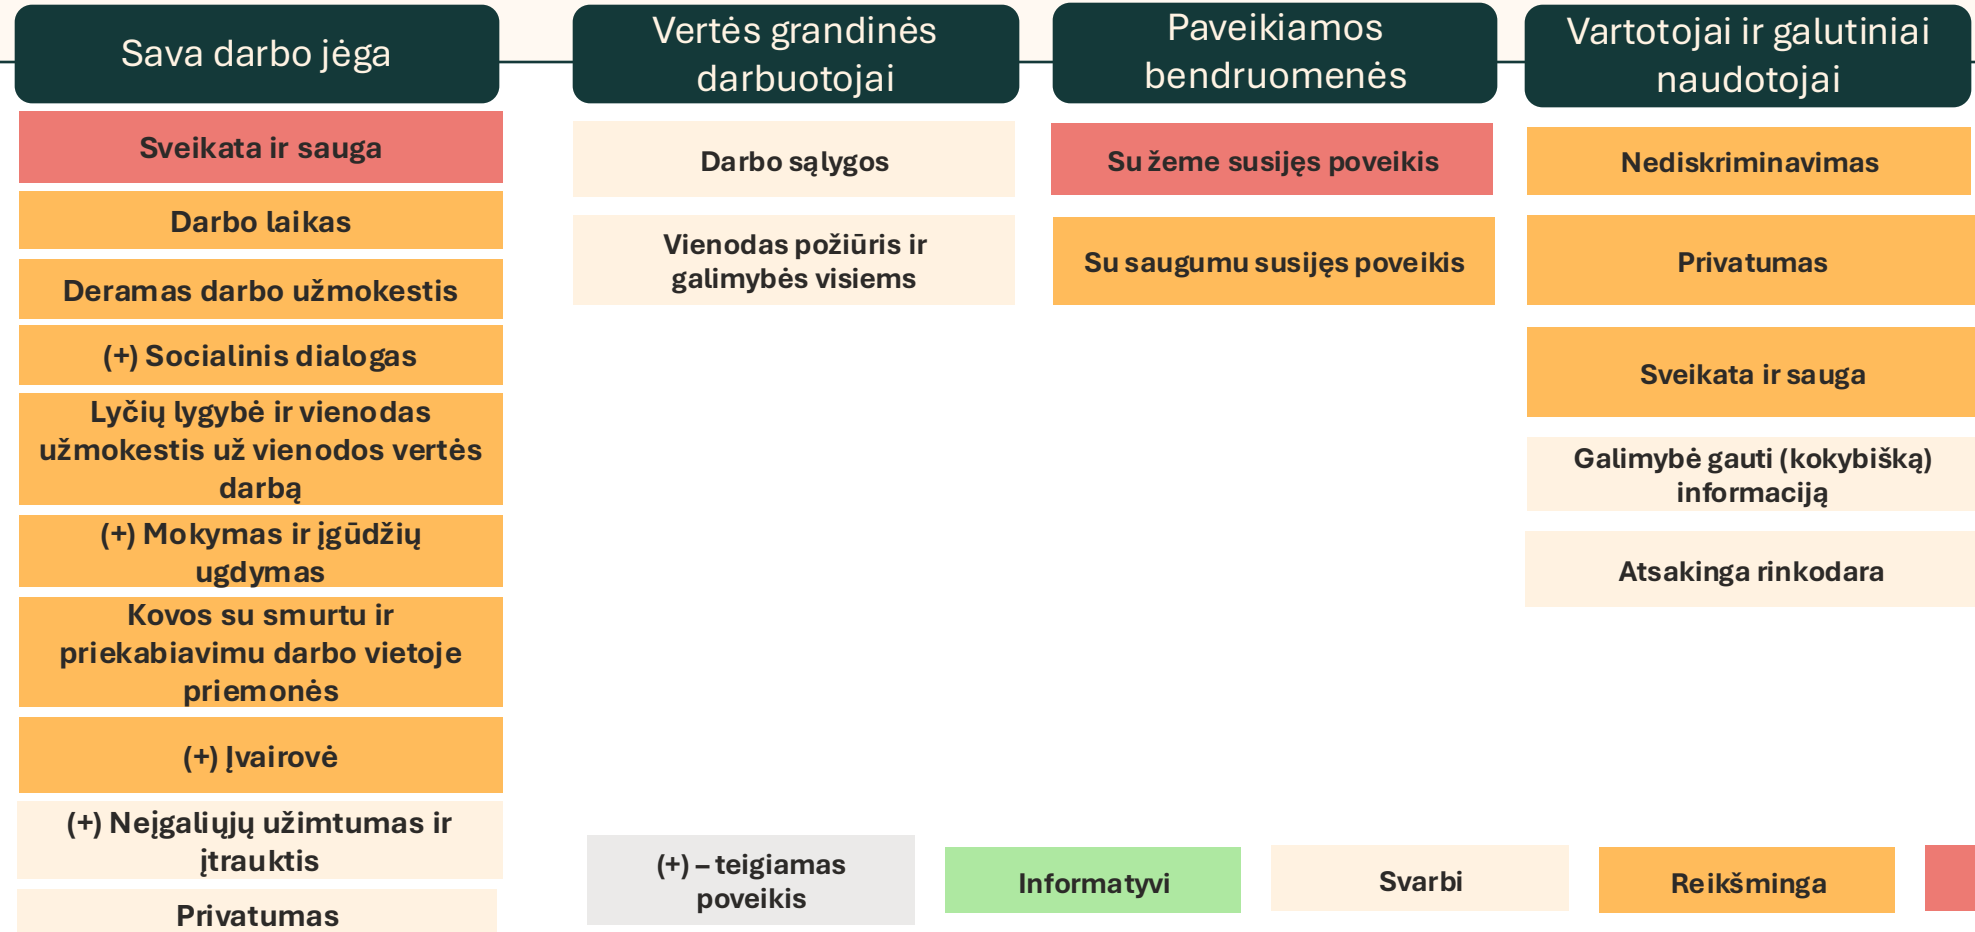 Sava darbo jėga
Sveikata ir sauga
Darbo laikas
Deramas darbo užmokestis
(+) Socialinis dialogas
Lyčių lygybė ir vienodas
užmokestis už vienodos vertės
darbą
(+) Mokymas ir įgūdžių
ugdymas
Kovos su smurtu ir
priekabiavimu darbo vietoje
priemonės
(+) Įvairovė
(+) Neįgaliųjų užimtumas ir
įtrauktis
Privatumas
Vertės grandinės
darbuotojai
Darbo sąlygos
Vienodas požiūris ir
galimybės visiems
Paveikiamos
bendruomenės
Su žeme susijęs poveikis
Su saugumu susijęs poveikis
Vartotojai ir galutiniai
naudotojai
Nediskriminavimas
Privatumas
Sveikata ir sauga
Galimybė gauti (kokybišką)
informaciją
Atsakinga rinkodara
(+) – teigiamas
poveikis
Informatyvi
Svarbi
Reikšminga